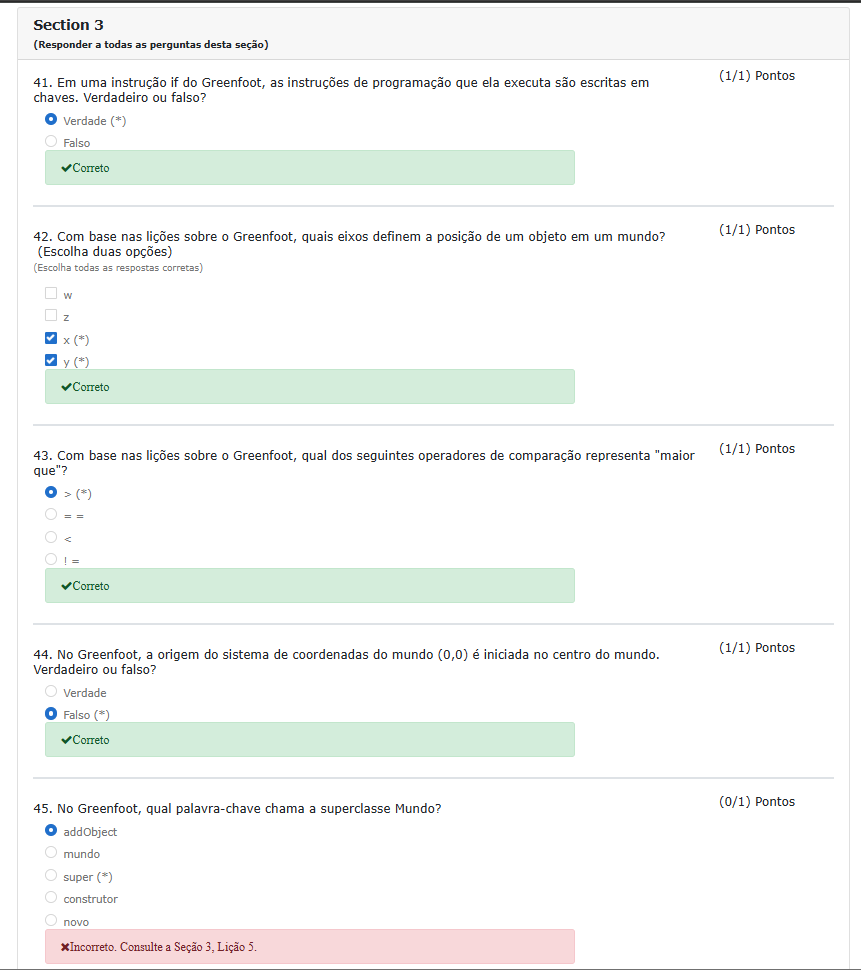 Section 3
(Responder a todas as perguntas desta seção)
41. Em uma instrução if do Greenfoot, as instruções de programação que ela executa são escritas em
chaves. Verdadeiro ou falso?
(1/1) Pontos
Verdade (*)
Falso
✔Correto
42. Com base nas lições sobre o Greenfoot, quais eixos definem a posição de um objeto em um mundo?
(Escolha duas opções)
(1/1) Pontos
(Escolha todas as respostas corretas)
w
z
x (*)
y (*)
✔Correto
43. Com base nas lições sobre o Greenfoot, qual dos seguintes operadores de comparação representa "maior
que"?
(1/1) Pontos
> (*)
= =
<
! =
✔Correto
44. No Greenfoot, a origem do sistema de coordenadas do mundo (0,0) é iniciada no centro do mundo.
Verdadeiro ou falso?
(1/1) Pontos
Verdade
Falso (*)
✔Correto
45. No Greenfoot, qual palavra-chave chama a superclasse Mundo?
(0/1) Pontos
addObject
mundo
super (*)
construtor
novo
✖Incorreto. Consulte a Seção 3, Lição 5.